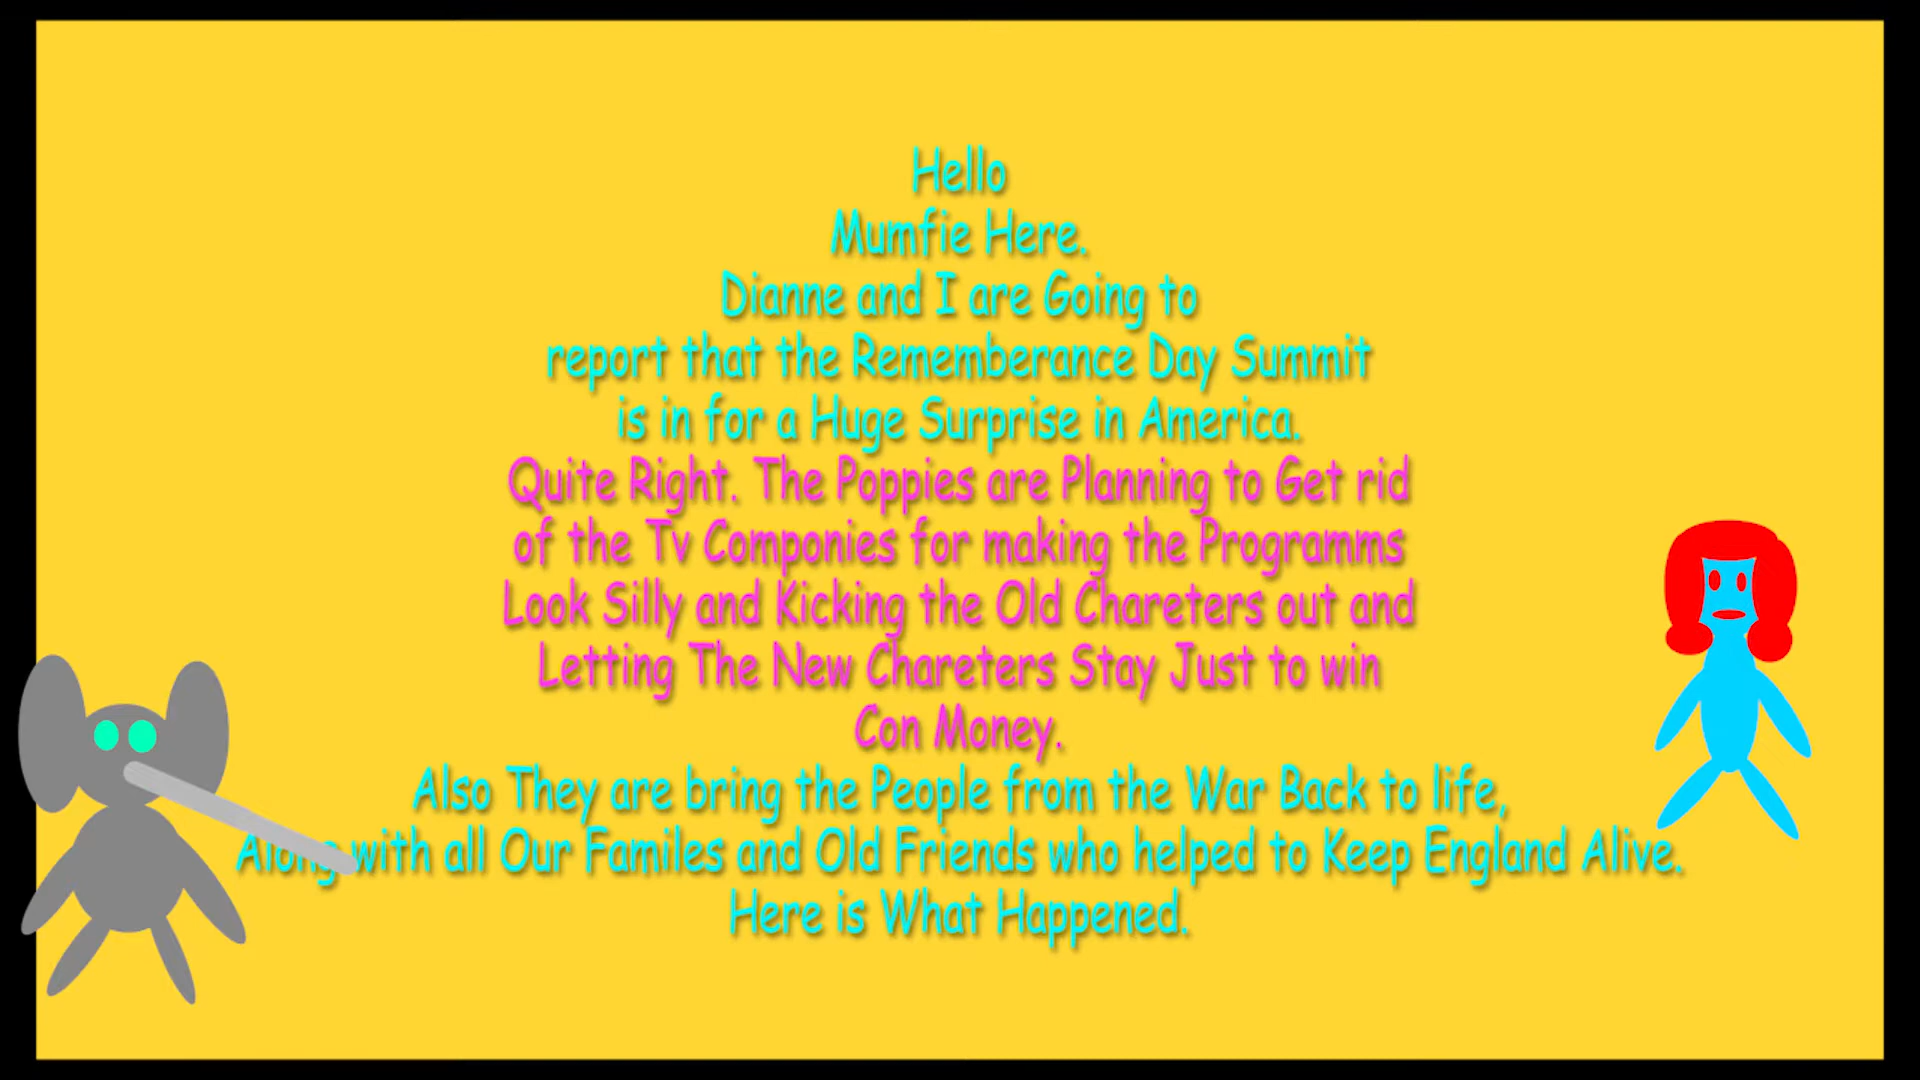 Hello
Mumfie Here.
Dianne and I are Going to
report that the Rememberance Day Summit
is in for a Huge Surprise in America.
Quite Right. The Poppies are Planning to Get rid
of the Tv Componies for making the Programms
Look Silly and Kicking the Old Chareters out and
Letting The New Chareters Stay Just to win
Con Money.
Also They are bring the People from the War Back to life,
Along with all Our Familes and Old Friends who helped to Keep England Alive.
Here is What Happened.